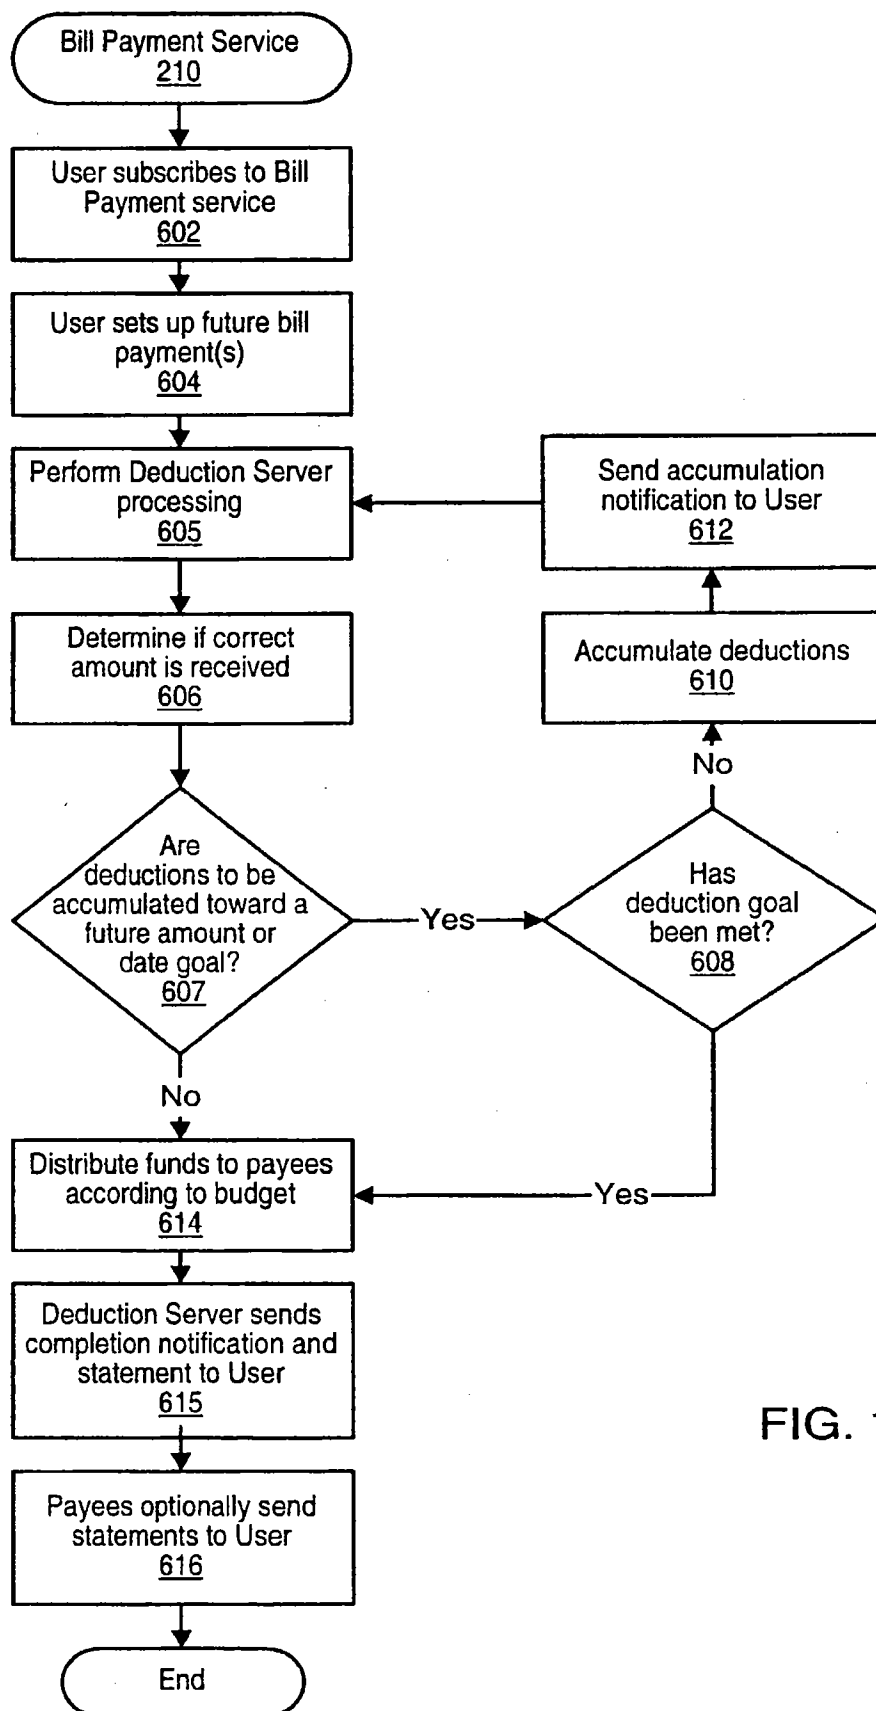 Bill Payment Service
210
User subscribes to Bill
Payment service
602
User sets up future bill
payment(s)
604
Perform Deduction Server
processing
605
Send accumulation
notification to User
612
Determine if correct
amount is received
606
Accumulate deductions
610
No
Are
deductions to be
accumulated toward a
future amount or
date goal?
607
Yes
Has
deduction goal
been met?
608
No
Distribute funds to payees
according to budget
614
Yes
Deduction Server sends
completion notification and
statement to User
615
FIG.
Payees optionally send
statements to User
616
End